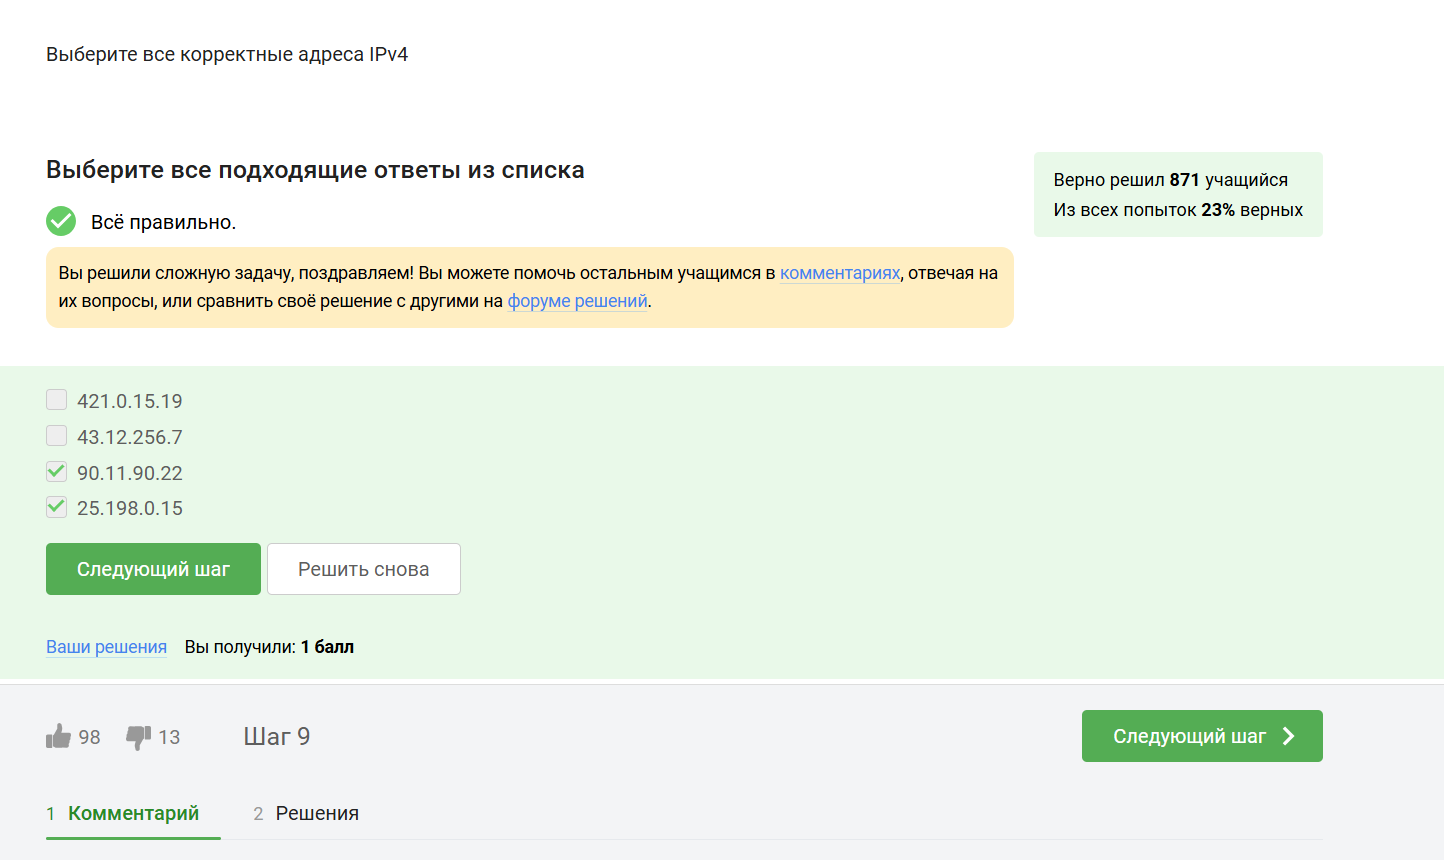 Выберите все корректные адреса IPv4
Выберите все подходящие ответы из списка
Верно решил 871 учащийся
Из всех попыток 23% верных
Всё правильно.
Вы решили сложную задачу, поздравляем! Вы можете помочь остальным учащимся в комментариях, отвечая на
их вопросы, или сравнить своё решение с другими на форуме решений.
421.0.15.19
43.12.256.7
90.11.90.22
25.198.0.15
Следующий шаг
Решить снова
Ваши решения Вы получили: 1 балл
98 13 Шаг 9
Следующий шаг
1 Комментарий 2 Решения